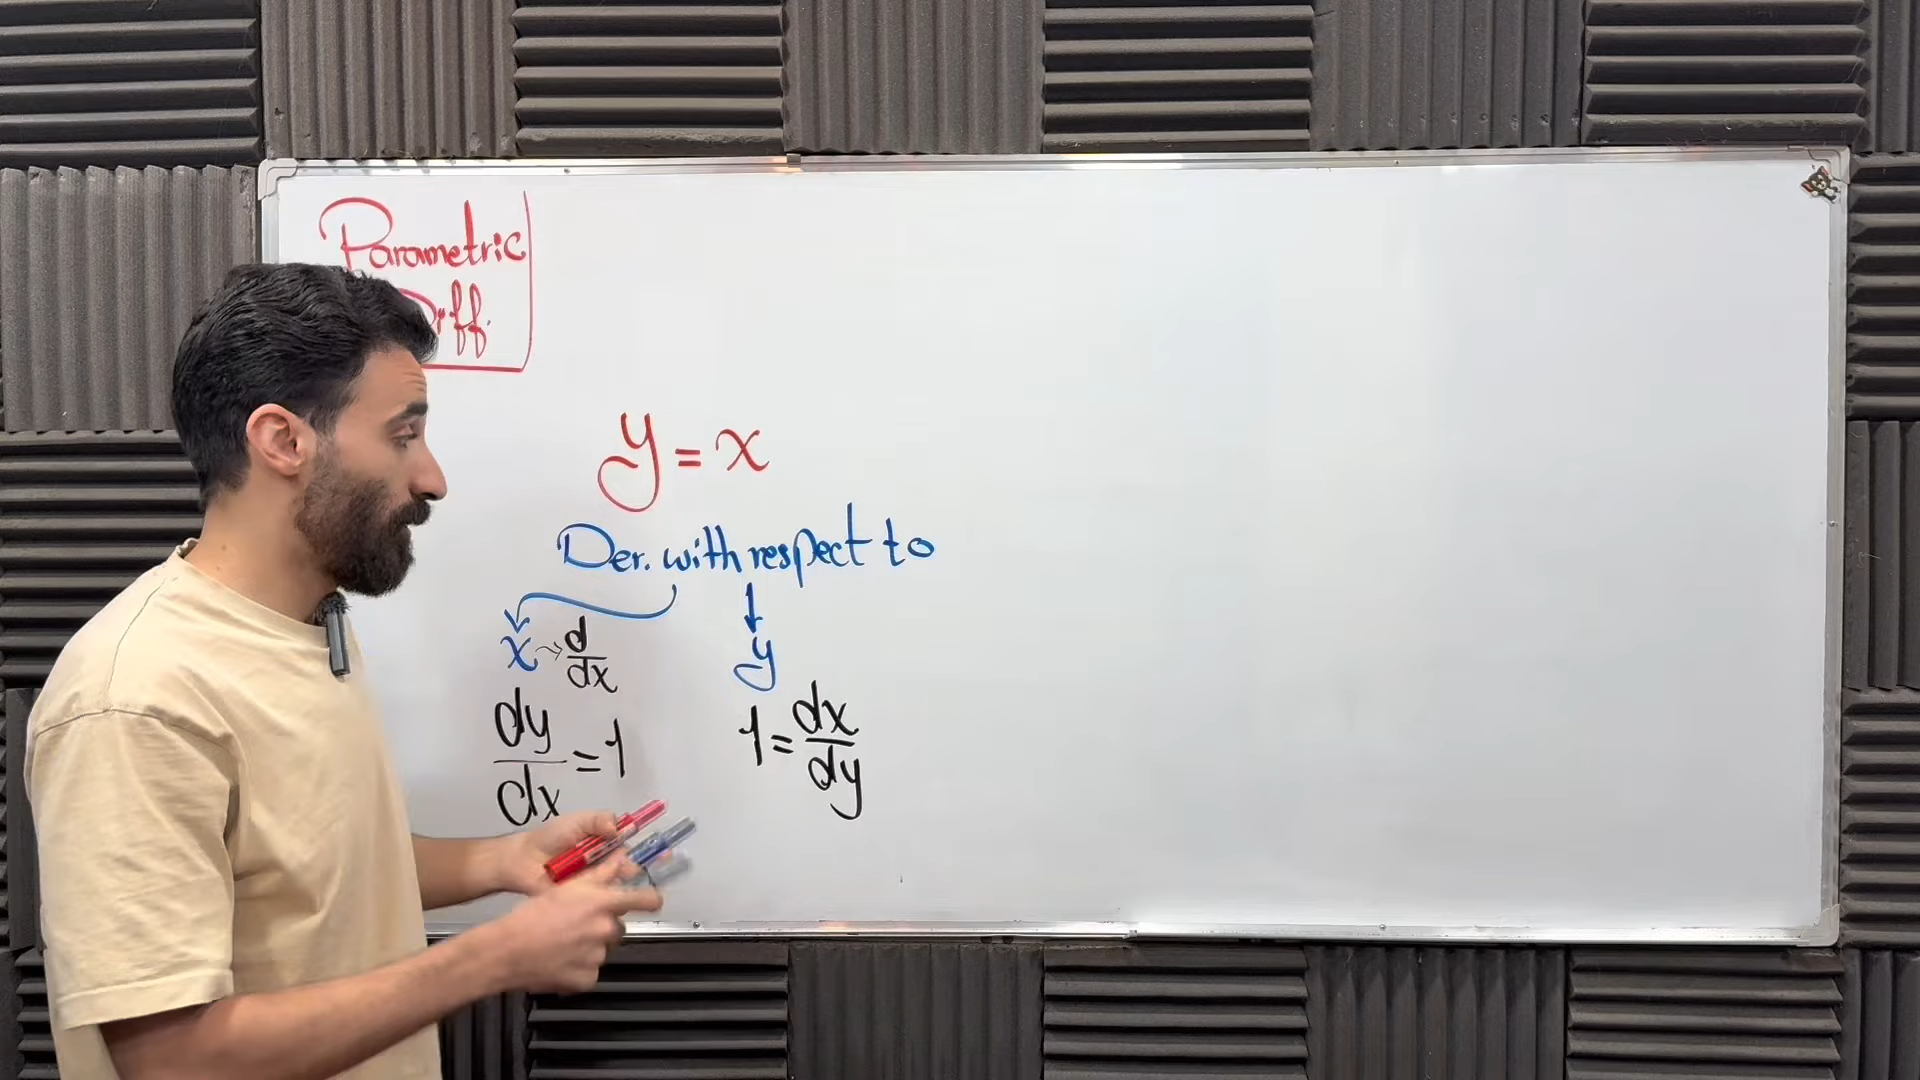 Parametric
Diff.
y = x
Der. with respect to
x → d/dx
y
dy/dx = 1
1 = dx/dy